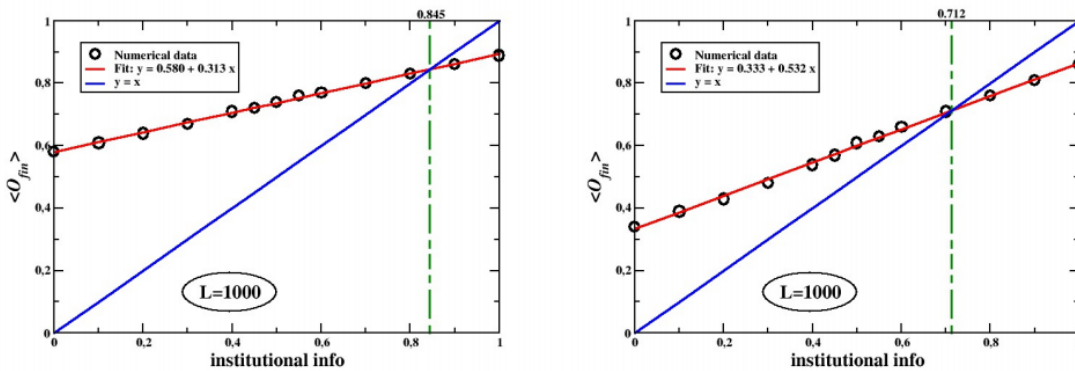 0.845
1
0,8
0,6
0,4
0,2
0
<O_fin>
Numerical data
Fit: y = 0.580 + 0.313 x
y = x
L=1000
0
0,2
0,4
0,6
0,8
1
institutional info
0.712
1
0,8
0,6
0,4
0,2
0
<O_fin>
Numerical data
Fit: y = 0.333 + 0.532 x
y = x
L=1000
0
0,2
0,4
0,6
0,8
institutional info